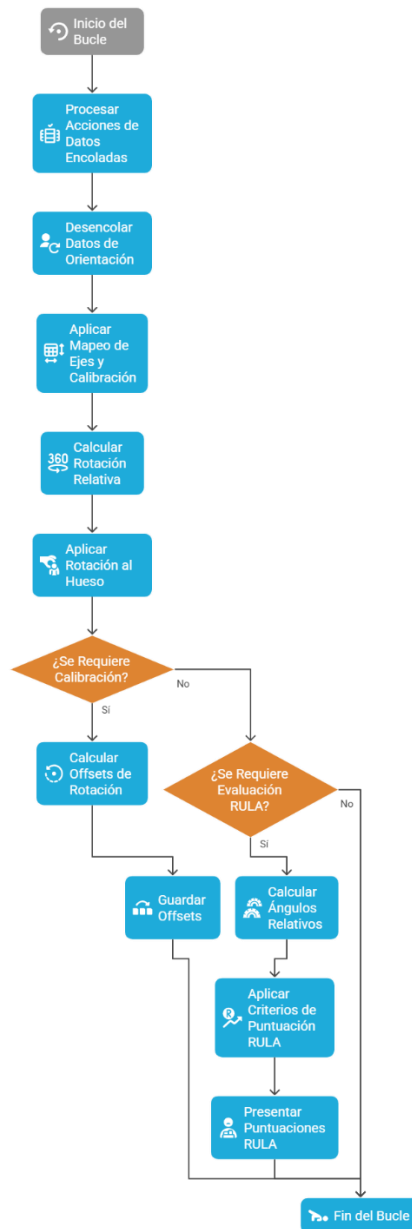 Inicio del
Bucle
Procesar
Acciones de
Datos
Encoladas
Desencolar
Datos de
Orientación
Aplicar
Mapeo de
Ejes y
Calibración
360
Calcular
Rotación
Relativa
Aplicar
Rotación al
Hueso
¿Se Requiere
Calibración?
No
Sí
Calcular
Offsets de
Rotación
¿Se Requiere
Evaluación
RULA?
No
Sí
Guardar
Offsets
Calcular
Ángulos
Relativos
R
Aplicar
Criterios de
Puntuación
RULA
Presentar
Puntuaciones
RULA
Fin del Bucle